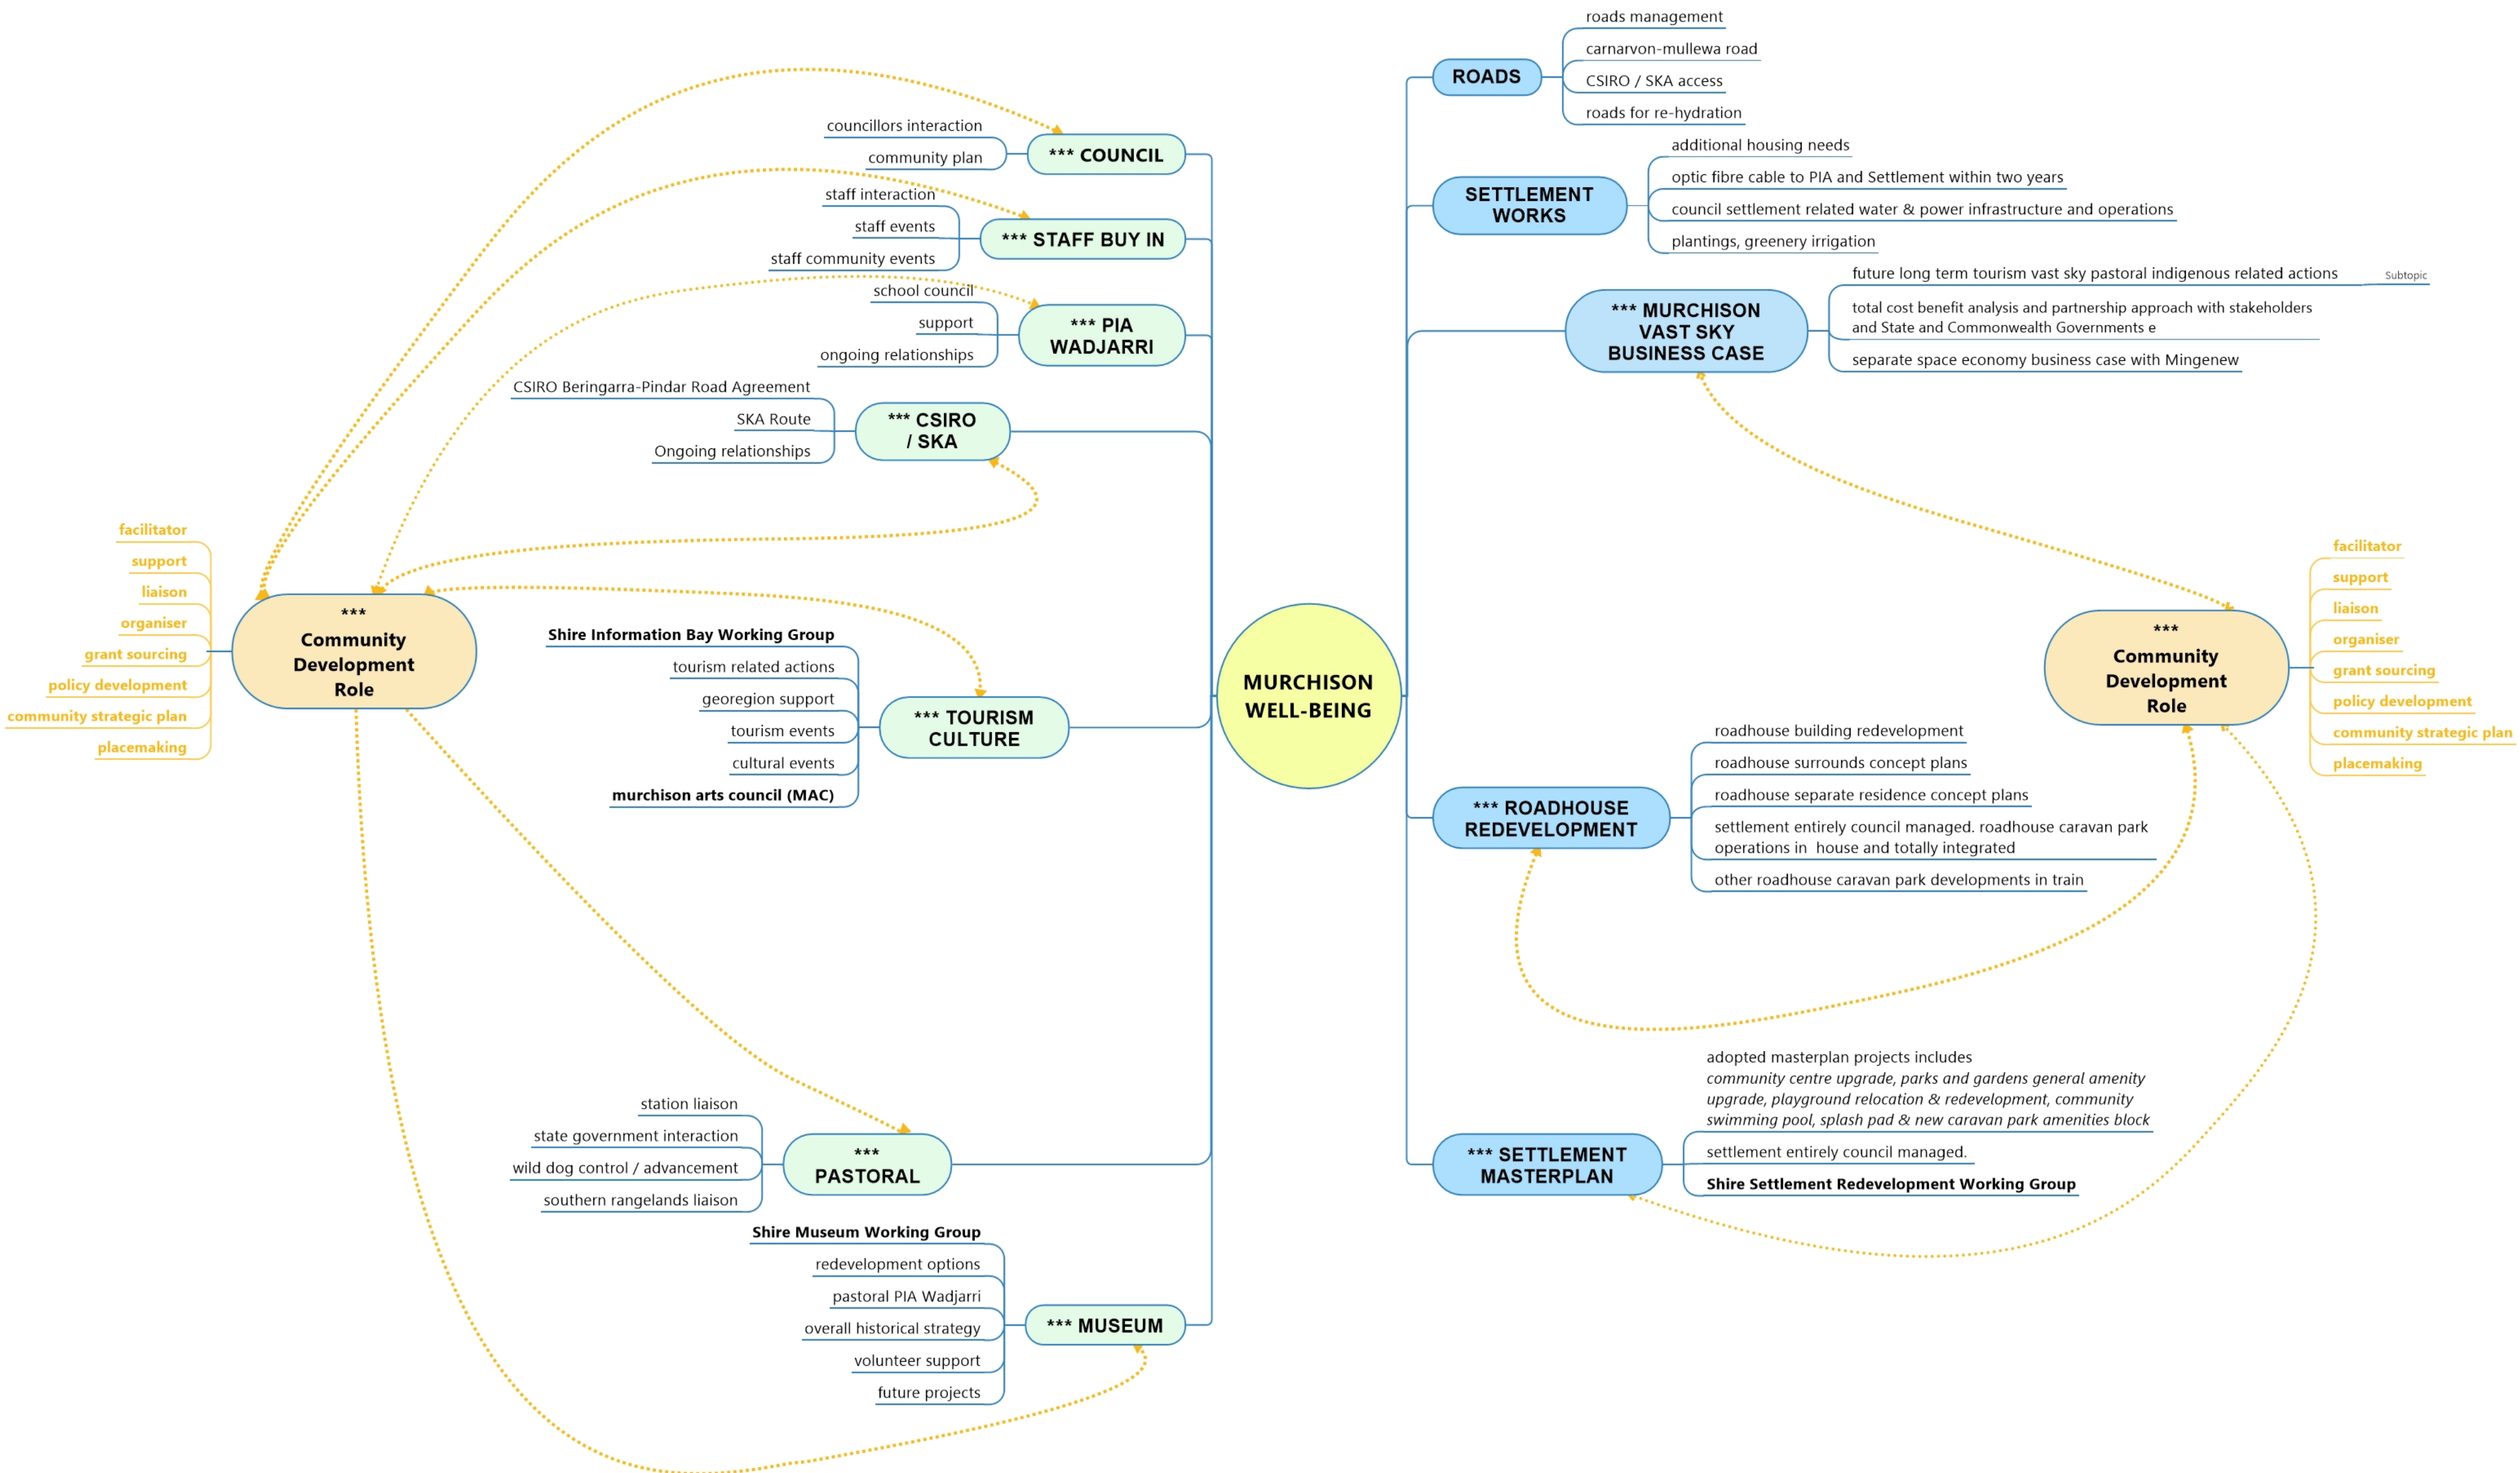 councillors interaction
community plan
*** COUNCIL
staff interaction
staff events
staff community events
*** STAFF BUY IN
school council
support
ongoing relationships
*** PIA
WADJARRI
CSIRO Beringarra-Pindar Road Agreement
SKA Route
Ongoing relationships
*** CSIRO
/ SKA
facilitator
support
liaison
organiser
grant sourcing
policy development
community strategic plan
placemaking
***
Community
Development
Role
Shire Information Bay Working Group
tourism related actions
georegion support
tourism events
cultural events
murchison arts council (MAC)
*** TOURISM
CULTURE
station liaison
state government interaction
wild dog control / advancement
southern rangelands liaison
***
PASTORAL
Shire Museum Working Group
redevelopment options
pastoral PIA Wadjarri
overall historical strategy
volunteer support
future projects
*** MUSEUM
MURCHISON
WELL-BEING
ROADS
roads management
carnarvon-mullewa road
CSIRO / SKA access
roads for re-hydration
SETTLEMENT
WORKS
additional housing needs
optic fibre cable to PIA and Settlement within two years
council settlement related water & power infrastructure and operations
plantings, greenery irrigation
*** MURCHISON
VAST SKY
BUSINESS CASE
future long term tourism vast sky pastoral indigenous related actions
Subtopic
total cost benefit analysis and partnership approach with stakeholders
and State and Commonwealth Governments e
separate space economy business case with Mingenew
***
Community
Development
Role
facilitator
support
liaison
organiser
grant sourcing
policy development
community strategic plan
placemaking
*** ROADHOUSE
REDEVELOPMENT
roadhouse building redevelopment
roadhouse surrounds concept plans
roadhouse separate residence concept plans
settlement entirely council managed. roadhouse caravan park
operations in  house and totally integrated
other roadhouse caravan park developments in train
*** SETTLEMENT
MASTERPLAN
adopted masterplan projects includes
community centre upgrade, parks and gardens general amenity
upgrade, playground relocation & redevelopment, community
swimming pool, splash pad & new caravan park amenities block
settlement entirely council managed.
Shire Settlement Redevelopment Working Group